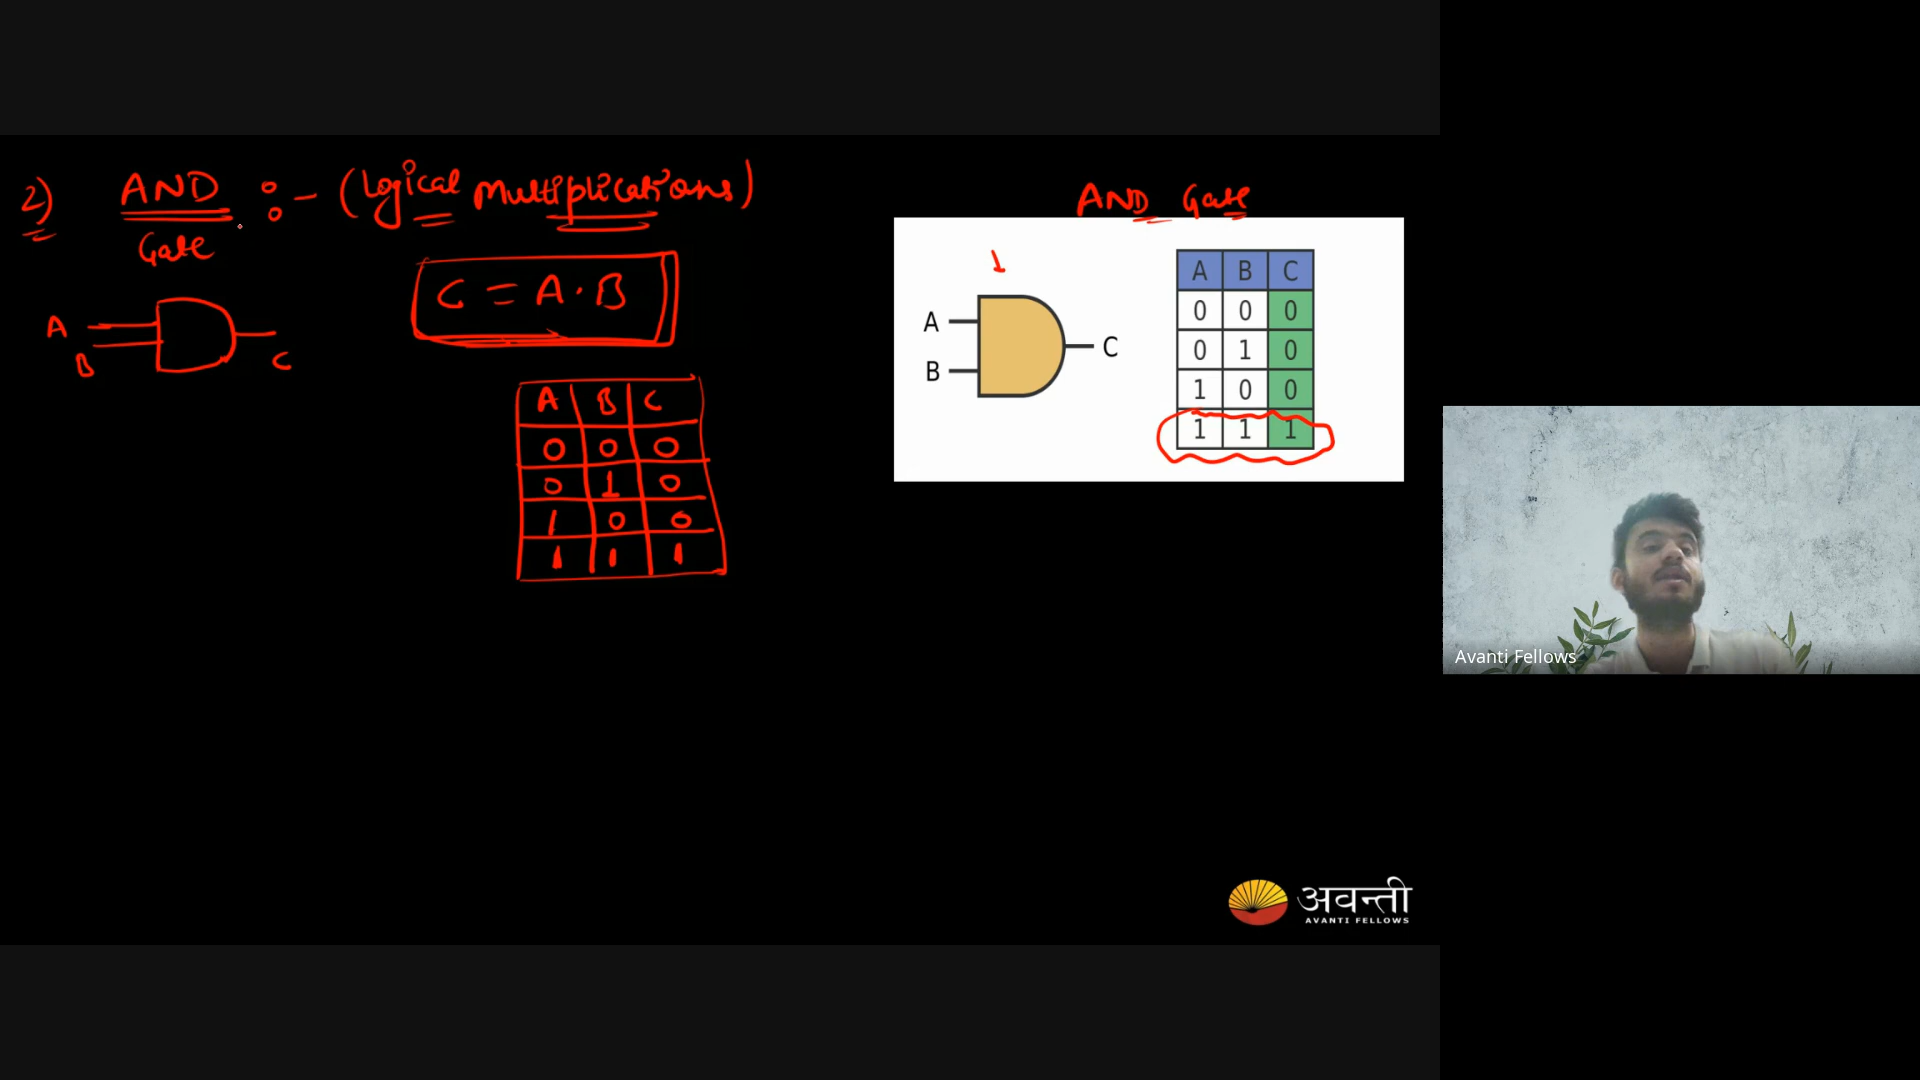 2) AND :- (Logical Multiplications)
Gate
A
B
C
C = A · B
A B C
0 0 0
0 1 0
1 0 0
1 1 1
AND Gate
A
B
C
A B C
0 0 0
0 1 0
1 0 0
1 1 1
Avanti Fellows
अवन्ती
AVANTI FELLOWS